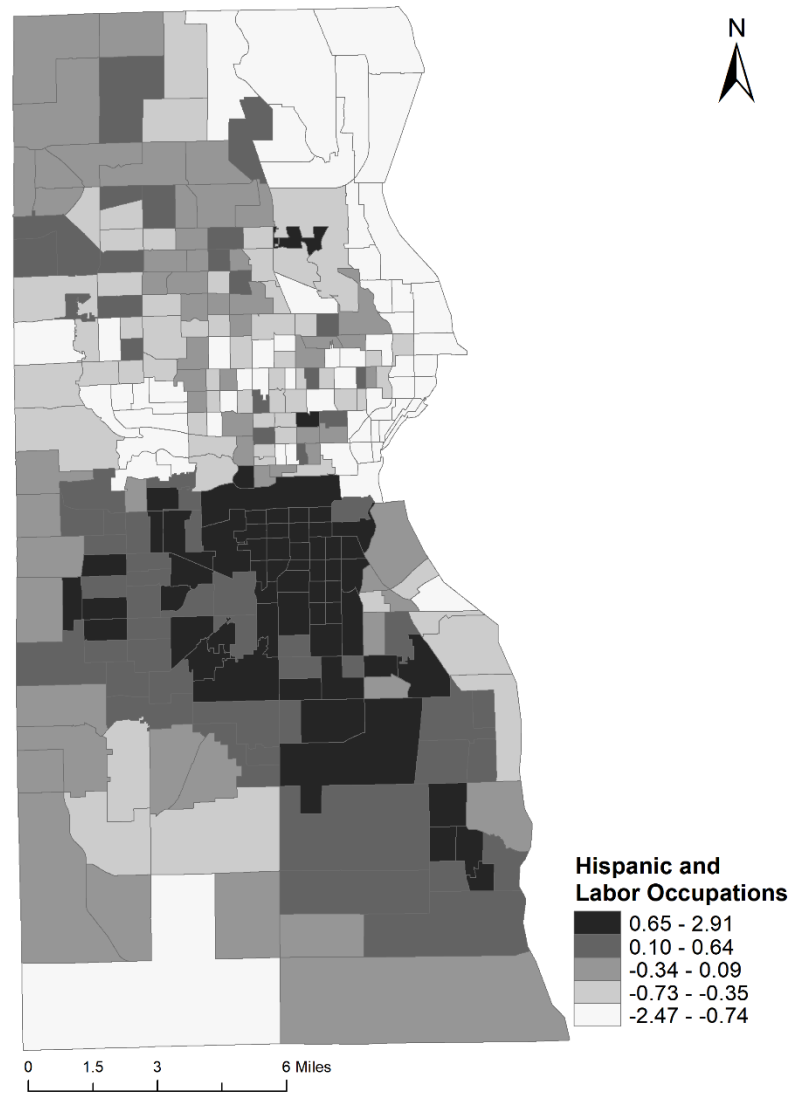 N
Hispanic and
Labor Occupations
0.65 - 2.91
0.10 - 0.64
-0.34 - 0.09
-0.73 - -0.35
-2.47 - -0.74
0 1.5 3 6 Miles